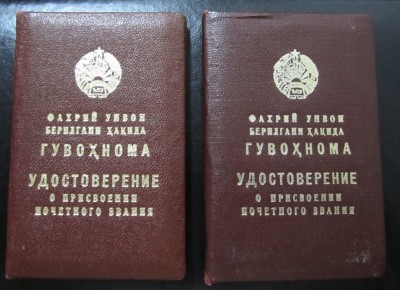 ФАХРИЙ УНВОН
БЕРИЛГАНИ ҲАҚИДА
ГУВОҲНОМА
УДОСТОВЕРЕНИЕ
О ПРИСВОЕНИИ
ПОЧЕТНОГО ЗВАНИЯ
ФАХРИЙ УНВОН
БЕРИЛГАНИ ҲАҚИДА
ГУВОҲНОМА
УДОСТОВЕРЕНИЕ
О ПРИСВОЕНИИ
ПОЧЕТНОГО ЗВАНИЯ